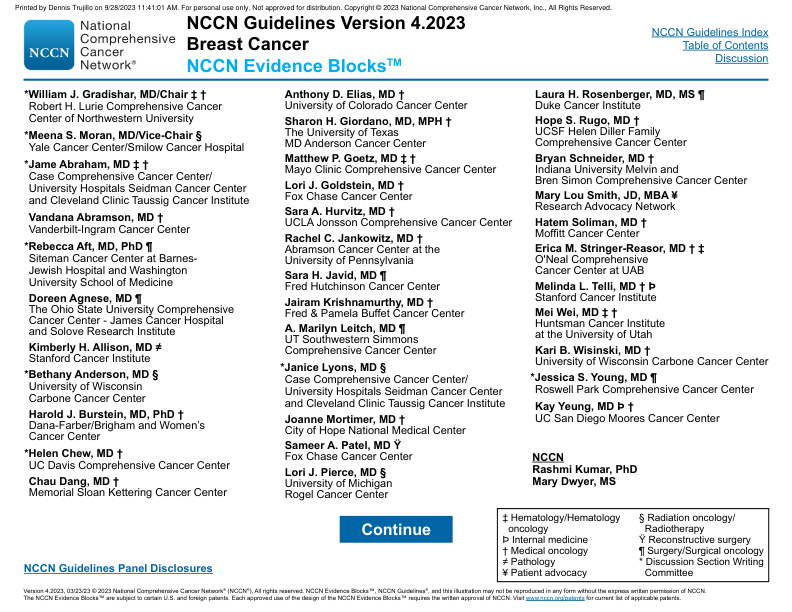 Printed by Dennis Trujillo on 9/28/2023 11:41:01 AM. For personal use only. Not approved for distribution. Copyright © 2023 National Comprehensive Cancer Network, Inc., All Rights Reserved.
NCCN
National
Comprehensive
Cancer
Network®
NCCN Guidelines Version 4.2023
Breast Cancer
NCCN Evidence Blocks™
NCCN Guidelines Index
Table of Contents
Discussion
*William J. Gradishar, MD/Chair ‡ †
Robert H. Lurie Comprehensive Cancer
Center of Northwestern University
*Meena S. Moran, MD/Vice-Chair §
Yale Cancer Center/Smilow Cancer Hospital
*Jame Abraham, MD ‡ †
Case Comprehensive Cancer Center/
University Hospitals Seidman Cancer Center
and Cleveland Clinic Taussig Cancer Institute
Vandana Abramson, MD †
Vanderbilt-Ingram Cancer Center
*Rebecca Aft, MD, PhD ¶
Siteman Cancer Center at Barnes-
Jewish Hospital and Washington
University School of Medicine
Doreen Agnese, MD ¶
The Ohio State University Comprehensive
Cancer Center - James Cancer Hospital
and Solove Research Institute
Kimberly H. Allison, MD ≠
Stanford Cancer Institute
*Bethany Anderson, MD §
University of Wisconsin
Carbone Cancer Center
Harold J. Burstein, MD, PhD †
Dana-Farber/Brigham and Women's
Cancer Center
*Helen Chew, MD †
UC Davis Comprehensive Cancer Center
Chau Dang, MD †
Memorial Sloan Kettering Cancer Center
Anthony D. Elias, MD †
University of Colorado Cancer Center
Sharon H. Giordano, MD, MPH †
The University of Texas
MD Anderson Cancer Center
Matthew P. Goetz, MD ‡ †
Mayo Clinic Comprehensive Cancer Center
Lori J. Goldstein, MD †
Fox Chase Cancer Center
Sara A. Hurvitz, MD †
UCLA Jonsson Comprehensive Cancer Center
Rachel C. Jankowitz, MD †
Abramson Cancer Center at the
University of Pennsylvania
Sara H. Javid, MD ¶
Fred Hutchinson Cancer Center
Jairam Krishnamurthy, MD †
Fred & Pamela Buffet Cancer Center
A. Marilyn Leitch, MD ¶
UT Southwestern Simmons
Comprehensive Cancer Center
*Janice Lyons, MD §
Case Comprehensive Cancer Center/
University Hospitals Seidman Cancer Center
and Cleveland Clinic Taussig Cancer Institute
Joanne Mortimer, MD †
City of Hope National Medical Center
Sameer A. Patel, MD Ÿ
Fox Chase Cancer Center
Lori J. Pierce, MD §
University of Michigan
Rogel Cancer Center
Laura H. Rosenberger, MD, MS ¶
Duke Cancer Institute
Hope S. Rugo, MD †
UCSF Helen Diller Family
Comprehensive Cancer Center
Bryan Schneider, MD †
Indiana University Melvin and
Bren Simon Comprehensive Cancer Center
Mary Lou Smith, JD, MBA ¥
Research Advocacy Network
Hatem Soliman, MD †
Moffitt Cancer Center
Erica M. Stringer-Reasor, MD † ‡
O'Neal Comprehensive
Cancer Center at UAB
Melinda L. Telli, MD † Þ
Stanford Cancer Institute
Mei Wei, MD ‡ †
Huntsman Cancer Institute
at the University of Utah
Kari B. Wisinski, MD †
University of Wisconsin Carbone Cancer Center
*Jessica S. Young, MD ¶
Roswell Park Comprehensive Cancer Center
Kay Yeung, MD Þ †
UC San Diego Moores Cancer Center
NCCN
Rashmi Kumar, PhD
Mary Dwyer, MS
Continue
‡ Hematology/Hematology
oncology
Þ Internal medicine
† Medical oncology
≠ Pathology
¥ Patient advocacy
§ Radiation oncology/
Radiotherapy
Ÿ Reconstructive surgery
¶ Surgery/Surgical oncology
* Discussion Section Writing
Committee
NCCN Guidelines Panel Disclosures
Version 4.2023, 03/23/23 © 2023 National Comprehensive Cancer Network® (NCCN®), All rights reserved. NCCN Evidence Blocks™, NCCN Guidelines®, and this illustration may not be reproduced in any form without the express written permission of NCCN.
The NCCN Evidence Blocks™ are subject to certain U.S. and foreign patents. Each approved use of the design of the NCCN Evidence Blocks™ requires the written approval of NCCN. Visit www.nccn.org/patents for current list of applicable patents.